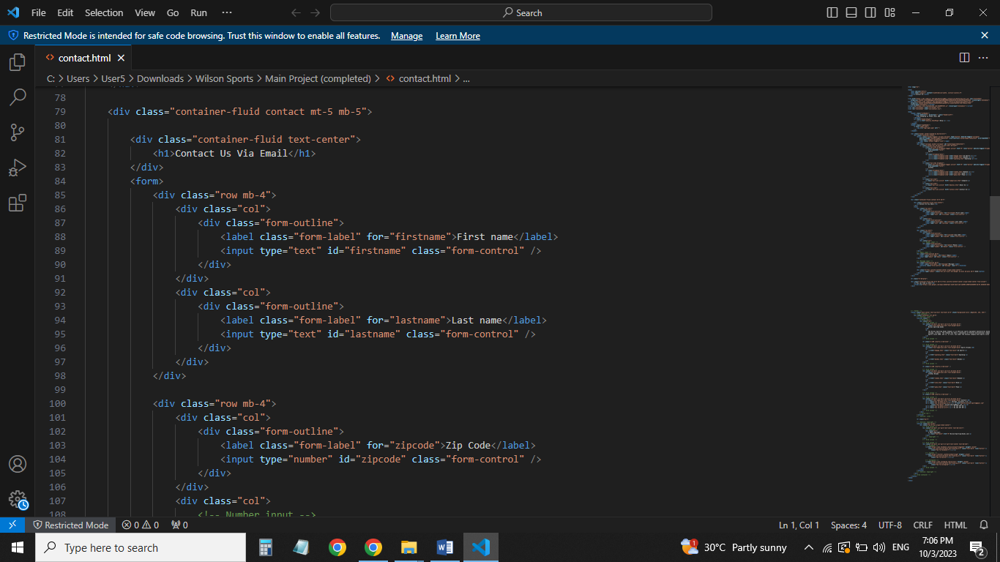 File Edit Selection View Go Run ··· Search
Restricted Mode is intended for safe code browsing. Trust this window to enable all features. Manage Learn More
<> contact.html
C: > Users > User5 > Downloads > Wilson Sports > Main Project (completed) > <> contact.html > ...
78
79 <div class="container-fluid contact mt-5 mb-5">
80
81 <div class="container-fluid text-center">
82 <h1>Contact Us Via Email</h1>
83 </div>
84 <form>
85 <div class="row mb-4">
86 <div class="col">
87 <div class="form-outline">
88 <label class="form-label" for="firstname">First name</label>
89 <input type="text" id="firstname" class="form-control" />
90 </div>
91 </div>
92 <div class="col">
93 <div class="form-outline">
94 <label class="form-label" for="lastname">Last name</label>
95 <input type="text" id="lastname" class="form-control" />
96 </div>
97 </div>
98 </div>
99
100 <div class="row mb-4">
101 <div class="col">
102 <div class="form-outline">
103 <label class="form-label" for="zipcode">Zip Code</label>
104 <input type="number" id="zipcode" class="form-control" />
105 </div>
106 </div>
107 <div class="col">
108 <!-- Number input -->
Restricted Mode 0 0 0 Ln 1, Col 1 Spaces: 4 UTF-8 CRLF HTML
Type here to search 1 30°C Partly sunny ENG 7:06 PM
10/3/2023 2